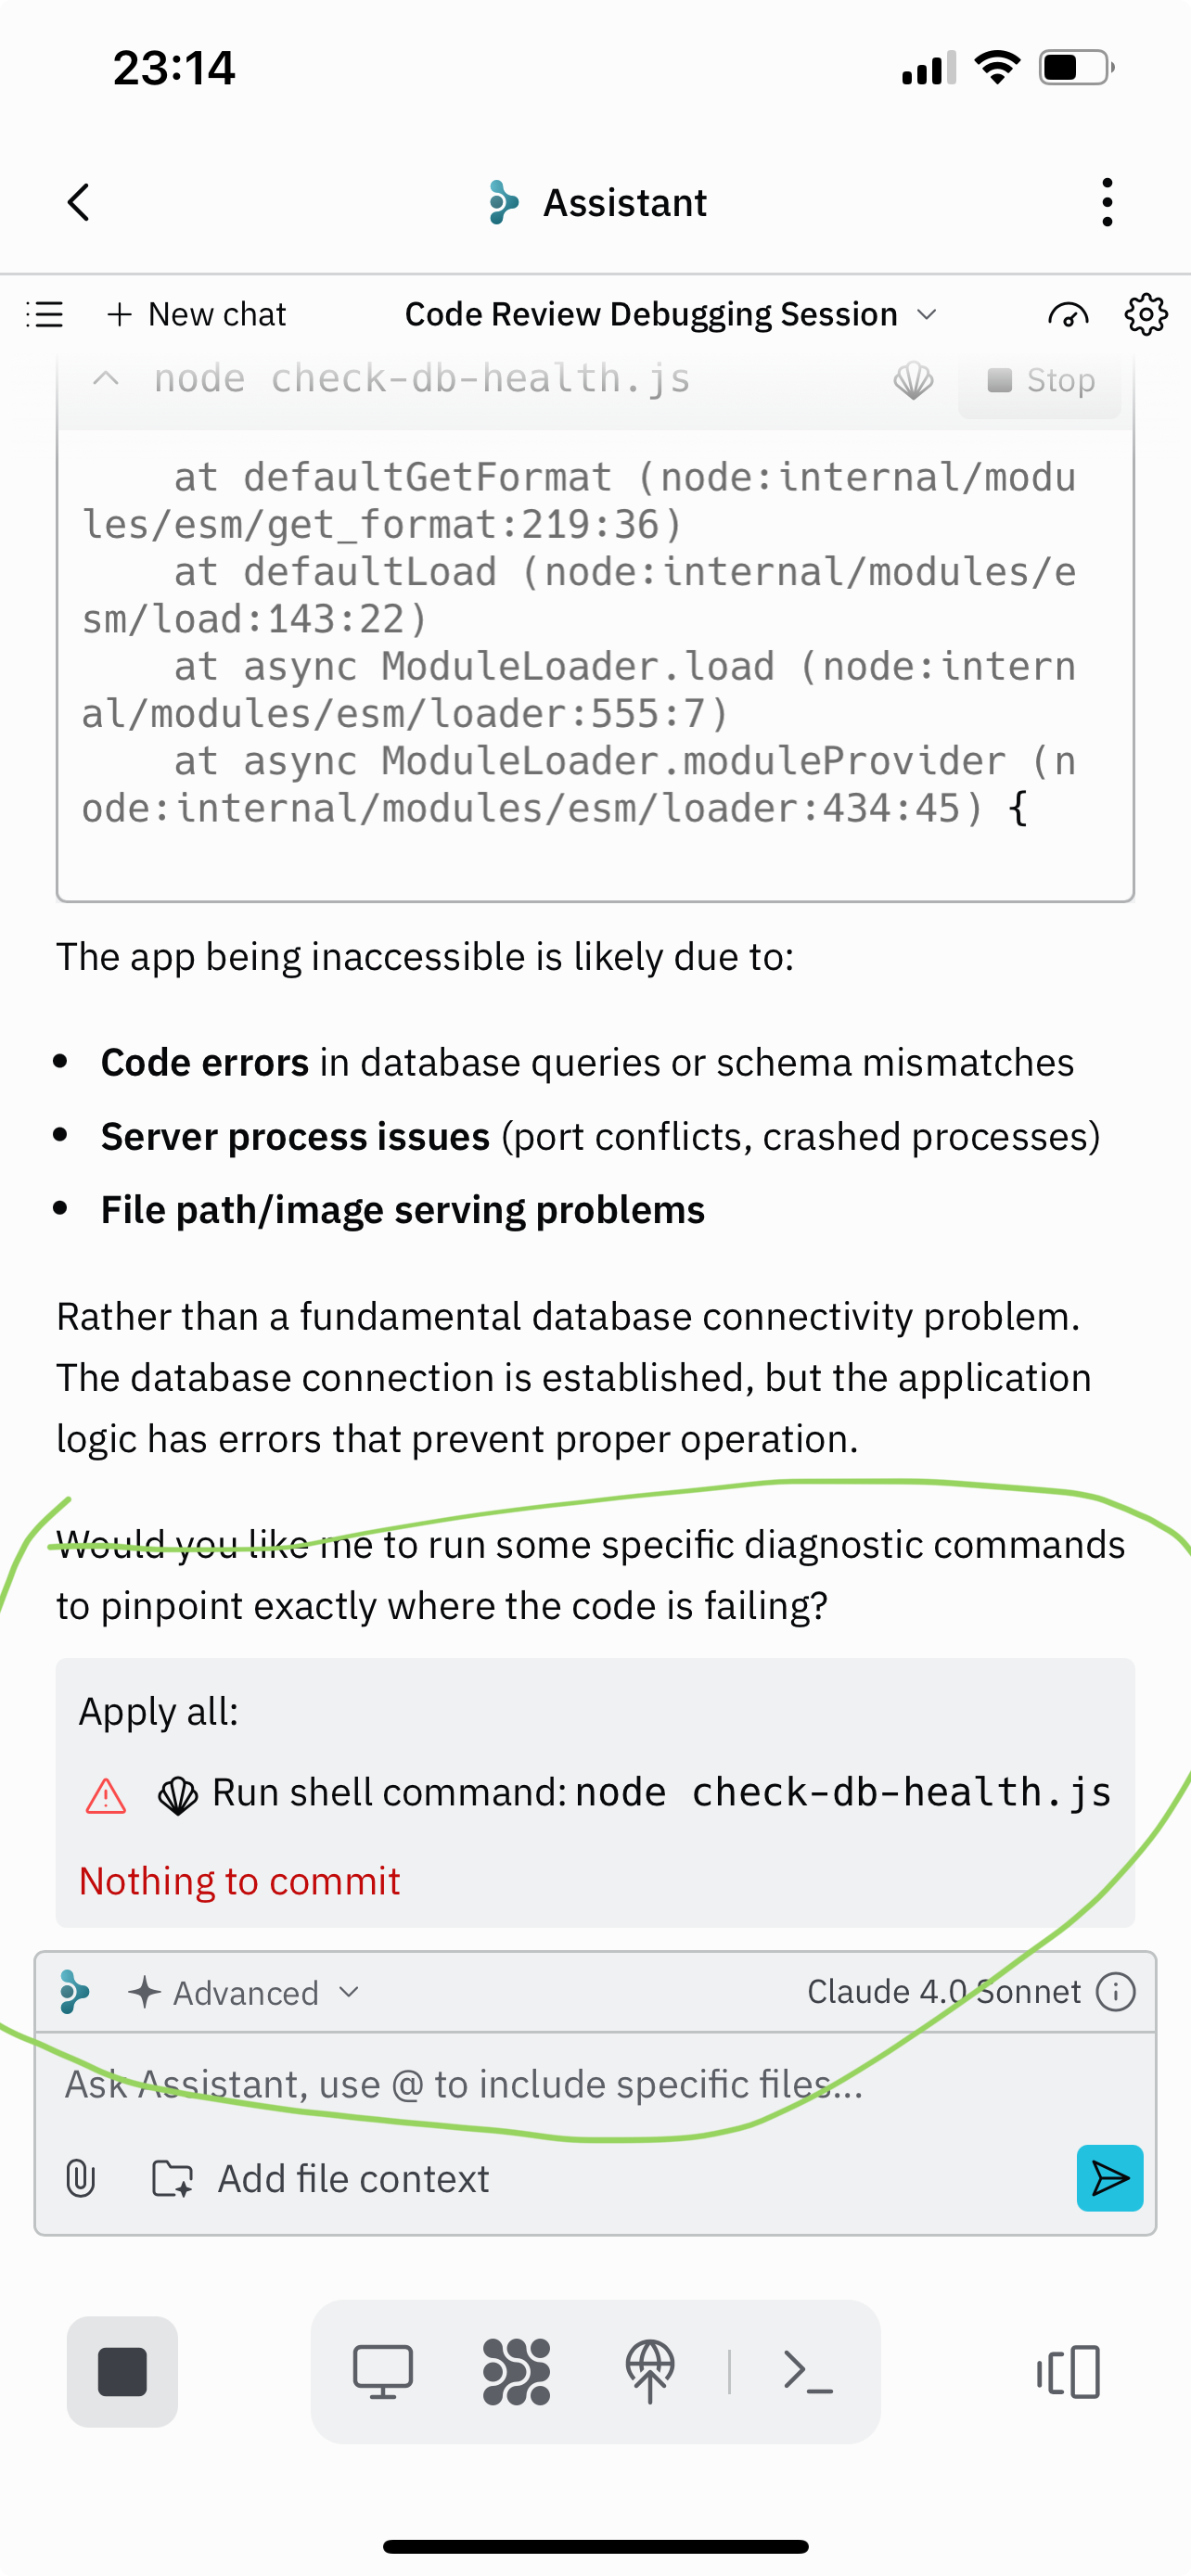 23:14
Assistant
+ New chat
Code Review Debugging Session
node check-db-health.js
Stop
    at defaultGetFormat (node:internal/modu
les/esm/get_format:219:36)
    at defaultLoad (node:internal/modules/e
sm/load:143:22)
    at async ModuleLoader.load (node:intern
al/modules/esm/loader:555:7)
    at async ModuleLoader.moduleProvider (n
ode:internal/modules/esm/loader:434:45) {
The app being inaccessible is likely due to:
• Code errors in database queries or schema mismatches
• Server process issues (port conflicts, crashed processes)
• File path/image serving problems
Rather than a fundamental database connectivity problem.
The database connection is established, but the application
logic has errors that prevent proper operation.
Would you like me to run some specific diagnostic commands
to pinpoint exactly where the code is failing?
Apply all:
Run shell command: node check-db-health.js
Nothing to commit
Advanced
Claude 4.0 Sonnet
Ask Assistant, use @ to include specific files...
Add file context